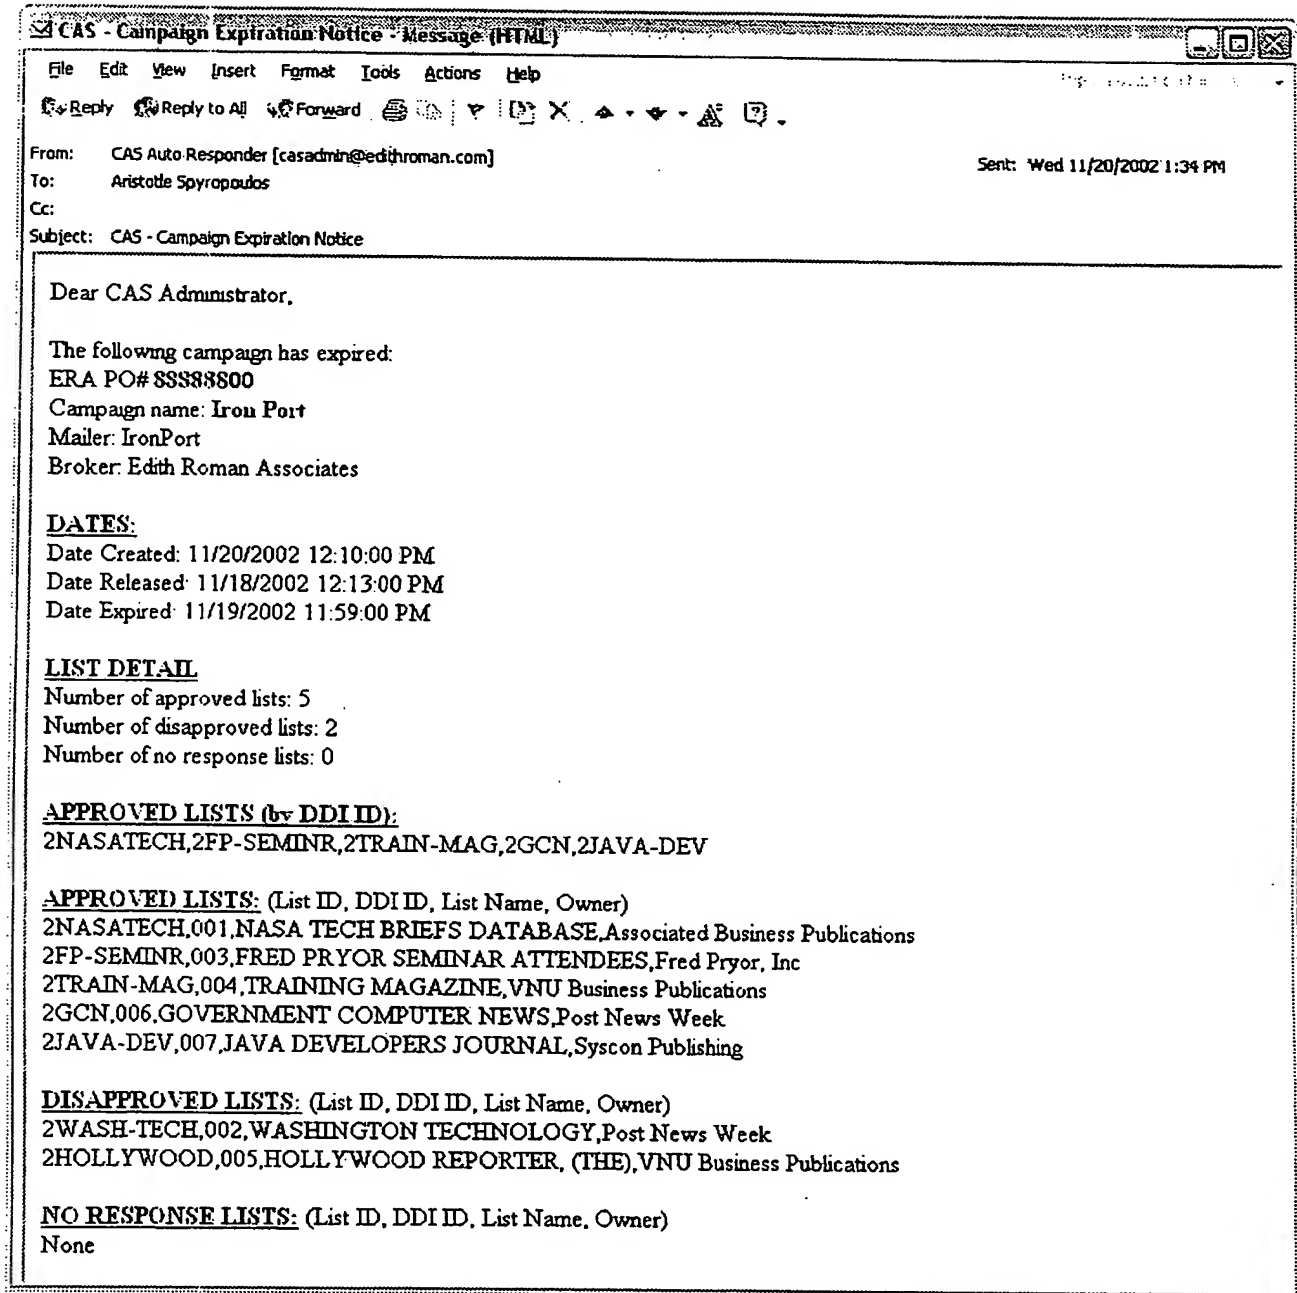 CAS - Campaign Expiration Notice - Message (HTML)
File Edit View Insert Format Tools Actions Help
Reply Reply to All Forward
From: CAS Auto Responder [casadmin@edithroman.com] Sent: Wed 11/20/2002 1:34 PM
To: Aristotle Spyropoulos
Cc:
Subject: CAS - Campaign Expiration Notice
Dear CAS Administrator,
The following campaign has expired:
ERA PO# 88888800
Campaign name: Iron Port
Mailer: IronPort
Broker: Edith Roman Associates
DATES:
Date Created: 11/20/2002 12:10:00 PM
Date Released: 11/18/2002 12:13:00 PM
Date Expired: 11/19/2002 11:59:00 PM
LIST DETAIL
Number of approved lists: 5
Number of disapproved lists: 2
Number of no response lists: 0
APPROVED LISTS (by DDI ID):
2NASATECH,2FP-SEMINR,2TRAIN-MAG,2GCN,2JAVA-DEV
APPROVED LISTS: (List ID, DDI ID, List Name, Owner)
2NASATECH,001,NASA TECH BRIEFS DATABASE,Associated Business Publications
2FP-SEMINR,003,FRED PRYOR SEMINAR ATTENDEES,Fred Pryor, Inc
2TRAIN-MAG,004,TRAINING MAGAZINE,VNU Business Publications
2GCN,006,GOVERNMENT COMPUTER NEWS,Post News Week
2JAVA-DEV,007,JAVA DEVELOPERS JOURNAL,Syscon Publishing
DISAPPROVED LISTS: (List ID, DDI ID, List Name, Owner)
2WASH-TECH,002,WASHINGTON TECHNOLOGY,Post News Week
2HOLLYWOOD,005,HOLLYWOOD REPORTER, (THE),VNU Business Publications
NO RESPONSE LISTS: (List ID, DDI ID, List Name, Owner)
None